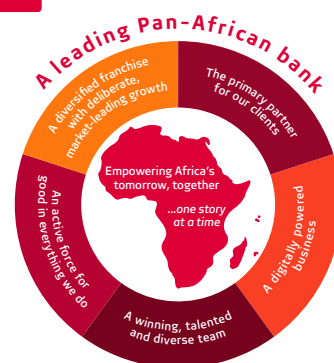 A leading Pan-African bank
A diversified franchise
with deliberate,
market-leading growth
The primary partner
for our clients
A digitally powered
business
A winning, talented
and diverse team
An active force for
good in everything we do
Empowering Africa's
tomorrow, together
...one story
at a time